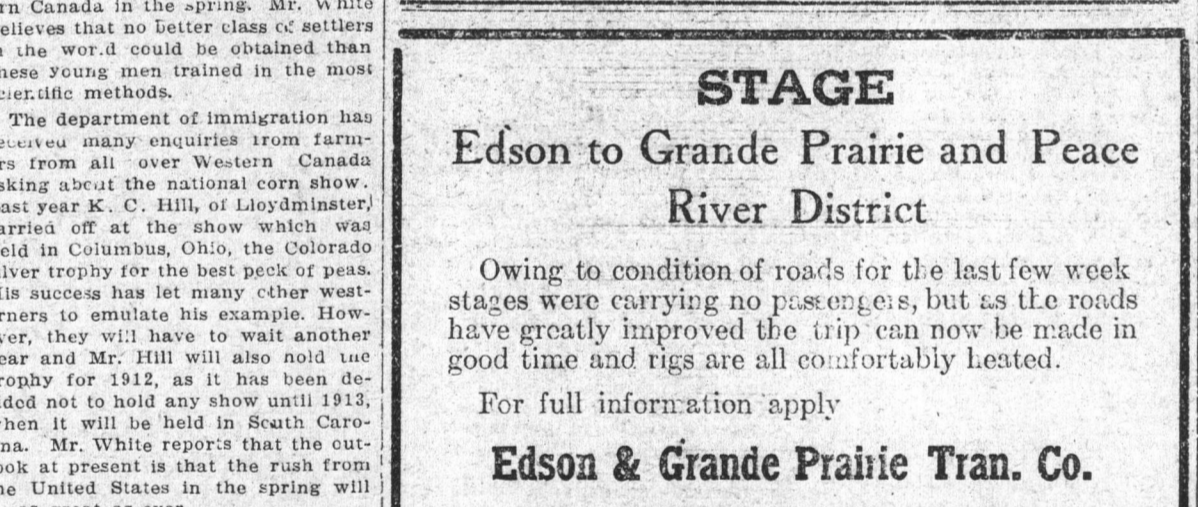 rn Canada in the spring. Mr. White
elieves that no better class of settlers
n the wor.d could be obtained than
hese young men trained in the most
cientific methods.
The department of immigration has
eceived many enquiries from farm-
rs from all over Western Canada
sking about the national corn show.
ast year K. C. Hill, of Lloydminster,
arried off at the show which was
eld in Columbus, Ohio, the Colorado
ilver trophy for the best peck of peas.
His success has let many other west-
rners to emulate his example. How-
ver, they will have to wait another
ear and Mr. Hill will also hold the
rophy for 1912, as it has been de-
ided not to hold any show until 1913,
when it will be held in South Caro-
na. Mr. White reports that the out-
ook at present is that the rush from
he United States in the spring will
STAGE
Edson to Grande Prairie and Peace
River District
Owing to condition of roads for the last few week
stages were carrying no passengers, but as the roads
have greatly improved the trip can now be made in
good time and rigs are all comfortably heated.
For full information apply
Edson & Grande Prairie Tran. Co.